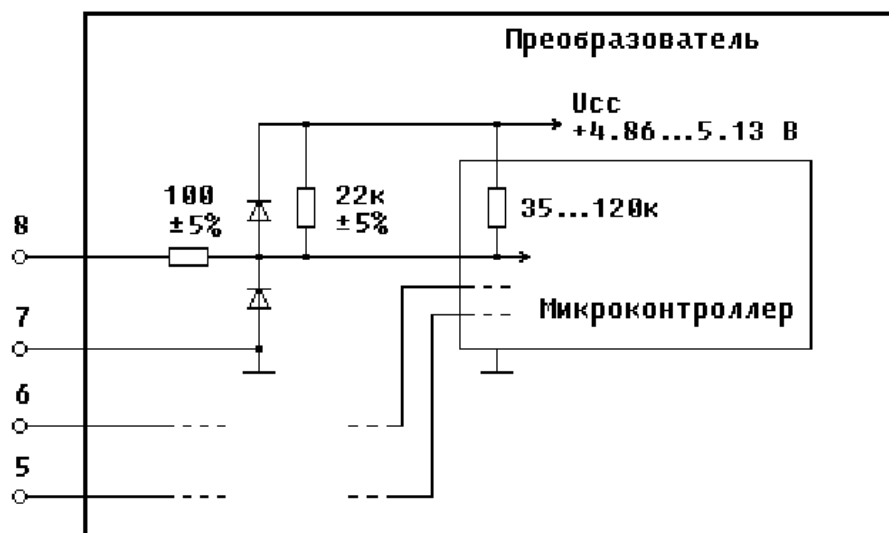 Преобразователь
Ucc
+4.86...5.13 В
100
±5%
22к
±5%
35...120к
8
7
Микроконтроллер
6
5